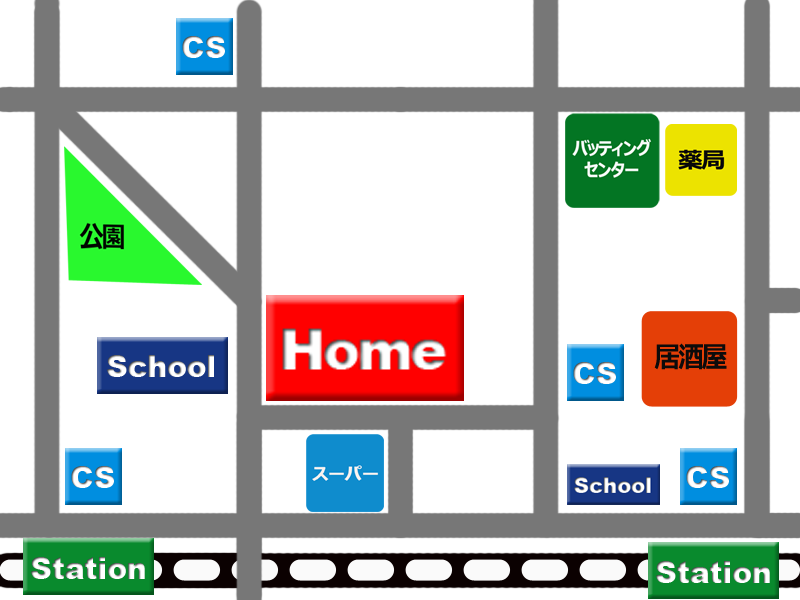 CS
バッティング
センター
薬局
公園
Home
居酒屋
School
CS
CS
スーパー
School
CS
Station
Station